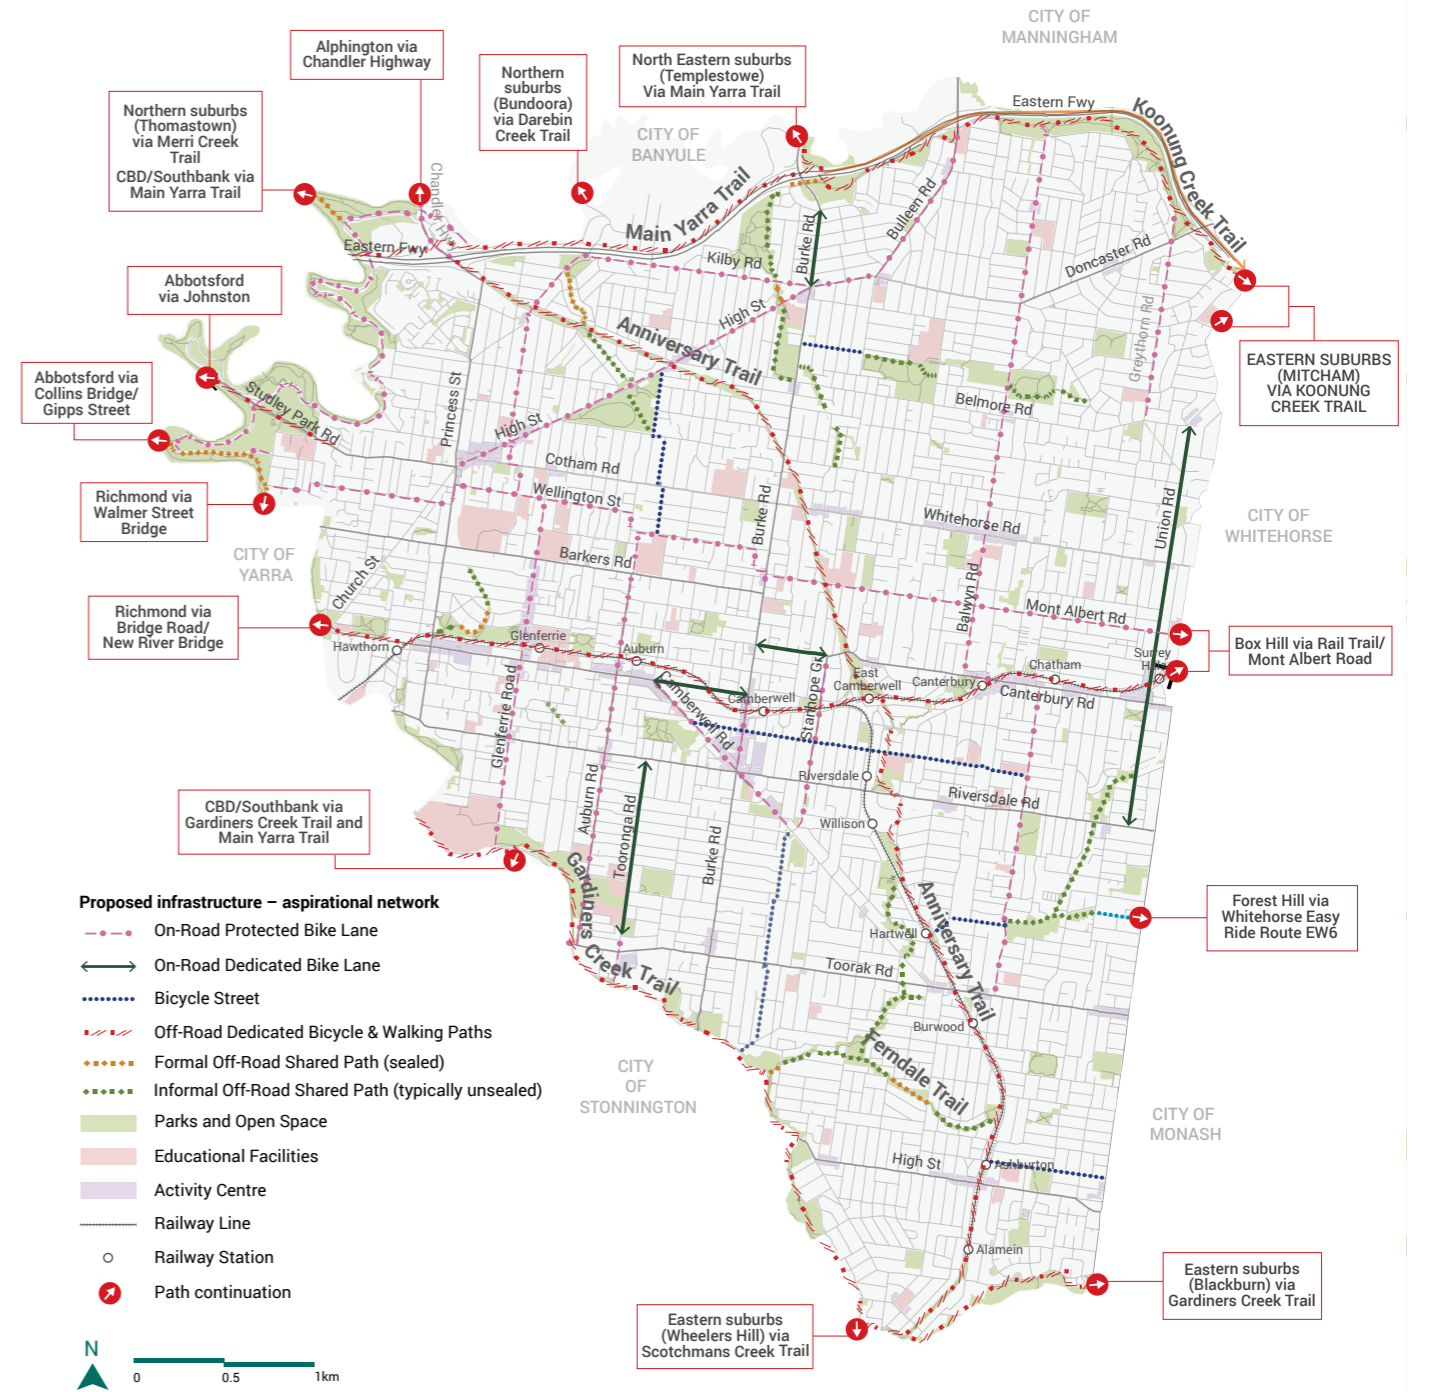 CITY OF
MANNINGHAM
Alphington via
Chandler Highway
North Eastern suburbs
(Templestowe)
Via Main Yarra Trail
Northern
suburbs
(Bundoora)
via Darebin
Creek Trail
Northern suburbs
(Thomastown)
via Merri Creek
Trail
CBD/Southbank via
Main Yarra Trail
CITY OF
BANYULE
Eastern Fwy
Koonung Creek Trail
Chandler Hwy
Main Yarra Trail
Eastern Fwy
Bulleen Rd
Burke Rd
Kilby Rd
Doncaster Rd
Abbotsford
via Johnston
High St
Anniversary Trail
Greythorn Rd
EASTERN SUBURBS
(MITCHAM)
VIA KOONUNG
CREEK TRAIL
Abbotsford via
Collins Bridge/
Gipps Street
Studley Park Rd
Princess St
High St
Belmore Rd
Cotham Rd
Wellington St
Burke Rd
Whitehorse Rd
Union Rd
CITY OF
WHITEHORSE
Richmond via
Walmer Street
Bridge
CITY OF
YARRA
Barkers Rd
Church St
Balwyn Rd
Mont Albert Rd
Richmond via
Bridge Road/
New River Bridge
Hawthorn
Glenferrie
Auburn
Camberwell
East
Camberwell
Canterbury
Chatham
Surrey
Hills
Canterbury Rd
Box Hill via Rail Trail/
Mont Albert Road
Stanhope Gr
Camberwell Rd
Glenferrie Road
Riversdale
Riversdale Rd
Willison
Auburn Rd
Tooronga Rd
Burke Rd
CBD/Southbank via
Gardiners Creek Trail and
Main Yarra Trail
Gardiners Creek Trail
Anniversary Trail
Hartwell
Toorak Rd
Forest Hill via
Whitehorse Easy
Ride Route EW6
Burwood
Ferndale Trail
CITY
OF
STONNINGTON
CITY OF
MONASH
High St
Ashburton
Alamein
Eastern suburbs
(Blackburn) via
Gardiners Creek Trail
Eastern suburbs
(Wheelers Hill) via
Scotchmans Creek Trail
Proposed infrastructure – aspirational network
On-Road Protected Bike Lane
On-Road Dedicated Bike Lane
Bicycle Street
Off-Road Dedicated Bicycle & Walking Paths
Formal Off-Road Shared Path (sealed)
Informal Off-Road Shared Path (typically unsealed)
Parks and Open Space
Educational Facilities
Activity Centre
Railway Line
Railway Station
Path continuation
N
0 0.5 1km